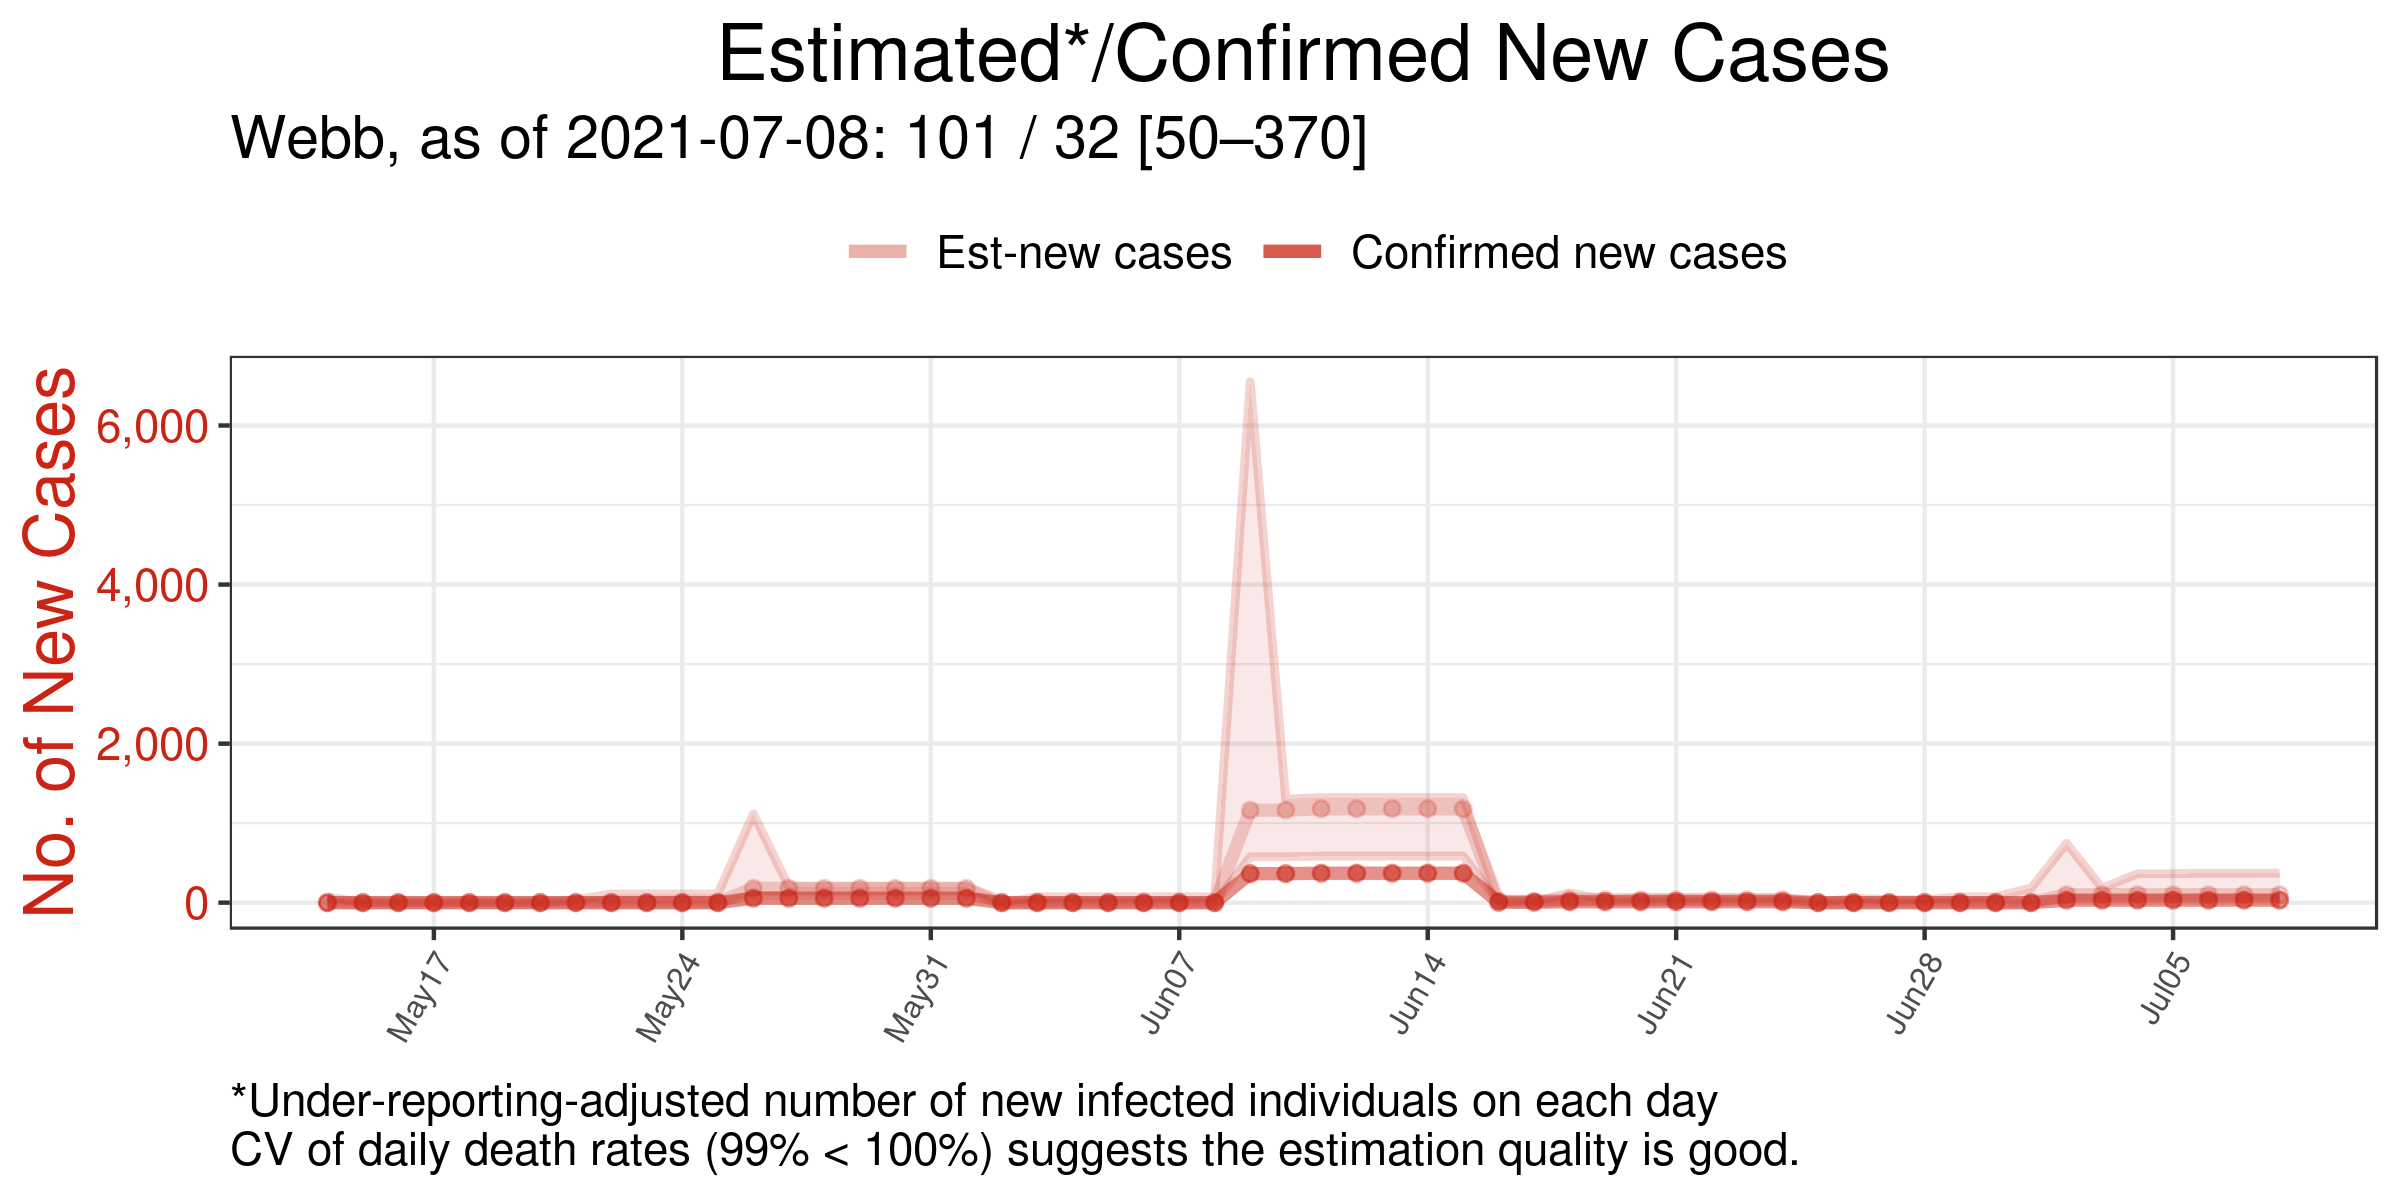 Estimated*/Confirmed New Cases
Webb, as of 2021-07-08: 101 / 32 [50–370]
Est-new cases Confirmed new cases
No. of New Cases
6,000
4,000
2,000
0
May17 May24 May31 Jun07 Jun14 Jun21 Jun28 Jul05
*Under-reporting-adjusted number of new infected individuals on each day
CV of daily death rates (99% < 100%) suggests the estimation quality is good.